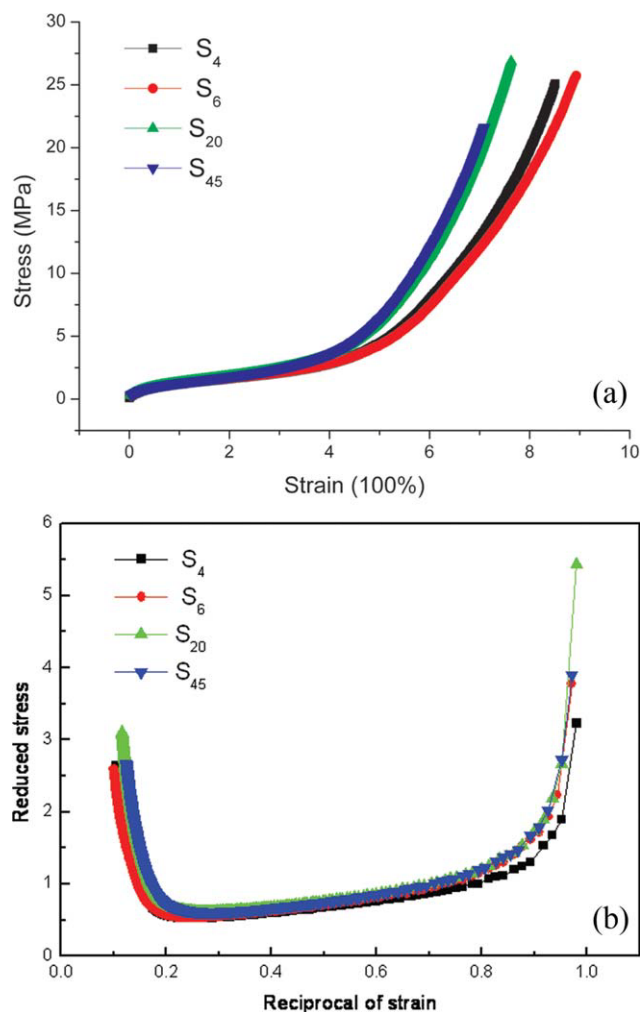 30
25
20
15
10
5
0
Stress (MPa)
S4
S6
S20
S45
(a)
0 2 4 6 8 10
Strain (100%)
6
5
4
3
2
1
0
Reduced stress
S4
S6
S20
S45
(b)
0.0 0.2 0.4 0.6 0.8 1.0
Reciprocal of strain